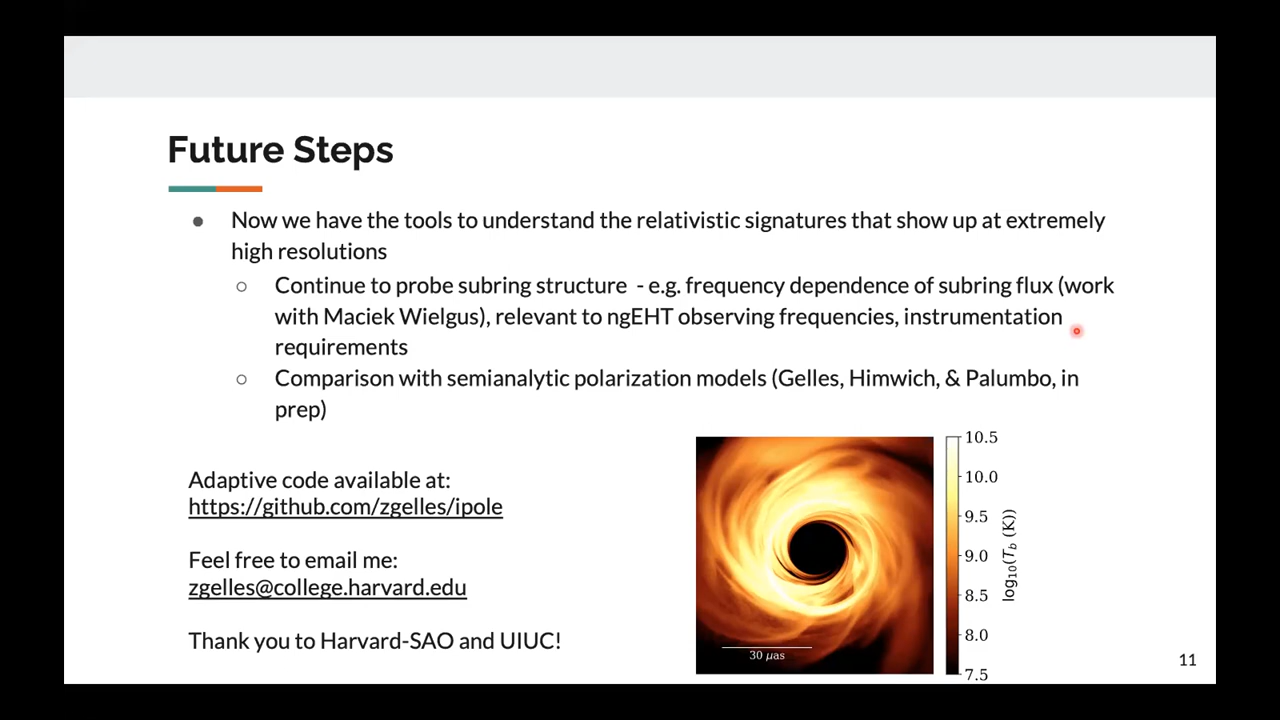 Future Steps
● Now we have the tools to understand the relativistic signatures that show up at extremely
high resolutions
○ Continue to probe subring structure - e.g. frequency dependence of subring flux (work
with Maciek Wielgus), relevant to ngEHT observing frequencies, instrumentation
requirements
○ Comparison with semianalytic polarization models (Gelles, Himwich, & Palumbo, in
prep)
Adaptive code available at:
https://github.com/zgelles/ipole
Feel free to email me:
zgelles@college.harvard.edu
Thank you to Harvard-SAO and UIUC!
30 μas
10.5
10.0
9.5
9.0
8.5
8.0
7.5
log₁₀(T_b (K))
11